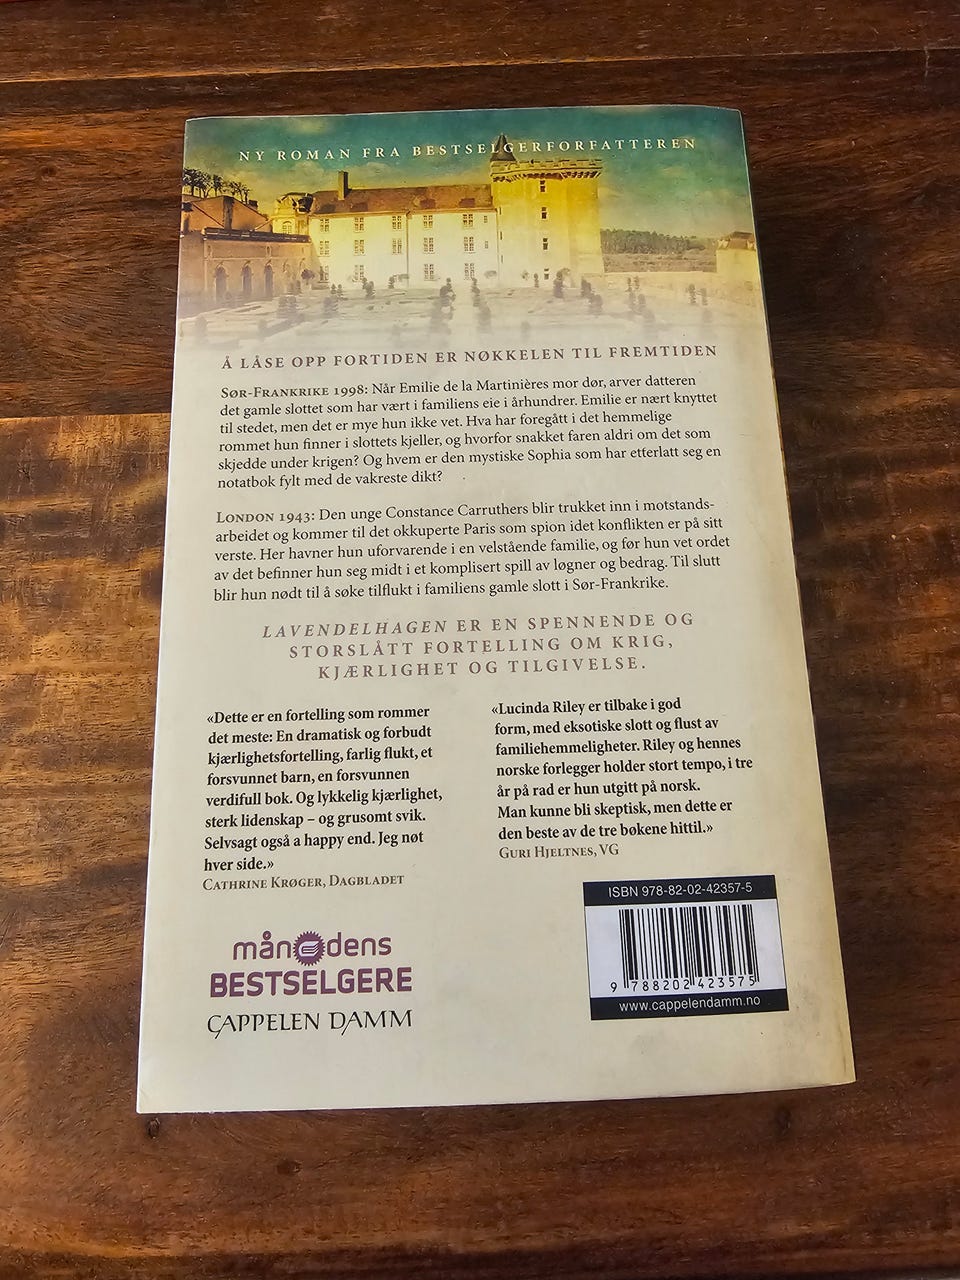 NY ROMAN FRA BESTSELGERFORFATTEREN
Å LÅSE OPP FORTIDEN ER NØKKELEN TIL FREMTIDEN
SØR-FRANKRIKE 1998: Når Emilie de la Martinières mor dør, arver datteren
det gamle slottet som har vært i familiens eie i århundrer. Emilie er nært knyttet
til stedet, men det er mye hun ikke vet. Hva har foregått i det hemmelige
rommet hun finner i slottets kjeller, og hvorfor snakket faren aldri om det som
skjedde under krigen? Og hvem er den mystiske Sophia som har etterlatt seg en
notatbok fylt med de vakreste dikt?
LONDON 1943: Den unge Constance Carruthers blir trukket inn i motstands-
arbeidet og kommer til det okkuperte Paris som spion idet konflikten er på sitt
verste. Her havner hun uforvarende i en velstående familie, og før hun vet ordet
av det befinner hun seg midt i et komplisert spill av løgner og bedrag. Til slutt
blir hun nødt til å søke tilflukt i familiens gamle slott i Sør-Frankrike.
LAVENDELHAGEN ER EN SPENNENDE OG
STORSLÅTT FORTELLING OM KRIG,
KJÆRLIGHET OG TILGIVELSE.
«Dette er en fortelling som rommer
det meste: En dramatisk og forbudt
kjærlighetsfortelling, farlig flukt, et
forsvunnet barn, en forsvunnen
verdifull bok. Og lykkelig kjærlighet,
sterk lidenskap – og grusomt svik.
Selvsagt også a happy end. Jeg nøt
hver side.»
CATHRINE KRØGER, DAGBLADET
«Lucinda Riley er tilbake i god
form, med eksotiske slott og flust av
familiehemmeligheter. Riley og hennes
norske forlegger holder stort tempo, i tre
år på rad er hun utgitt på norsk.
Man kunne bli skeptisk, men dette er
den beste av de tre bøkene hittil.»
GURI HJELTNES, VG
månedens
BESTSELGERE
CAPPELEN DAMM
ISBN 978-82-02-42357-5
9 788202 423575
www.cappelendamm.no